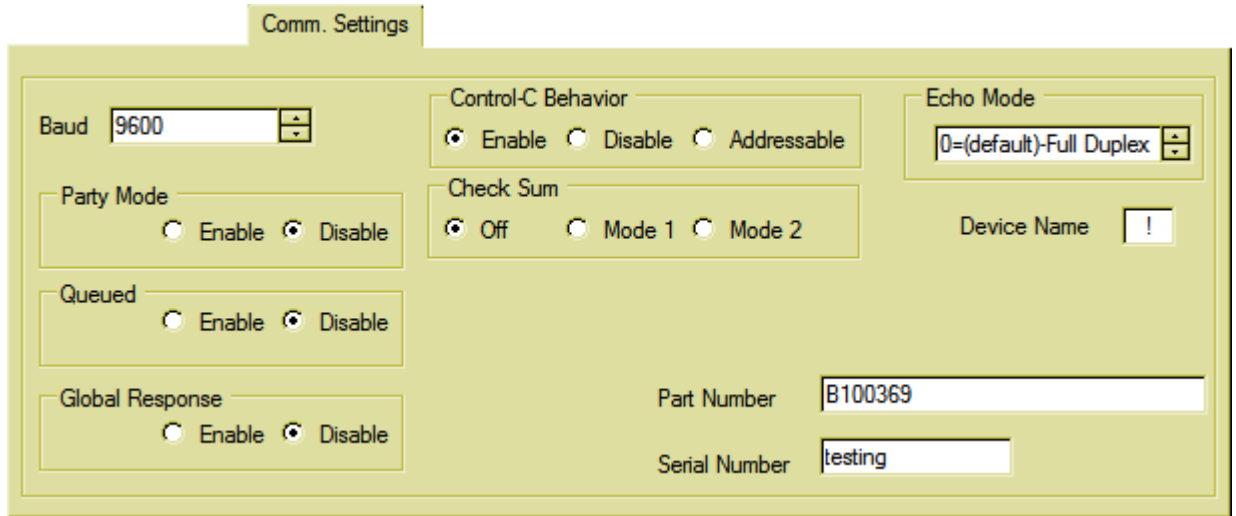 Comm. Settings
Baud 9600
Control-C Behavior
Enable Disable Addressable
Echo Mode
0=(default)-Full Duplex
Party Mode
Enable Disable
Check Sum
Off Mode 1 Mode 2
Device Name !
Queued
Enable Disable
Global Response
Enable Disable
Part Number B100369
Serial Number testing